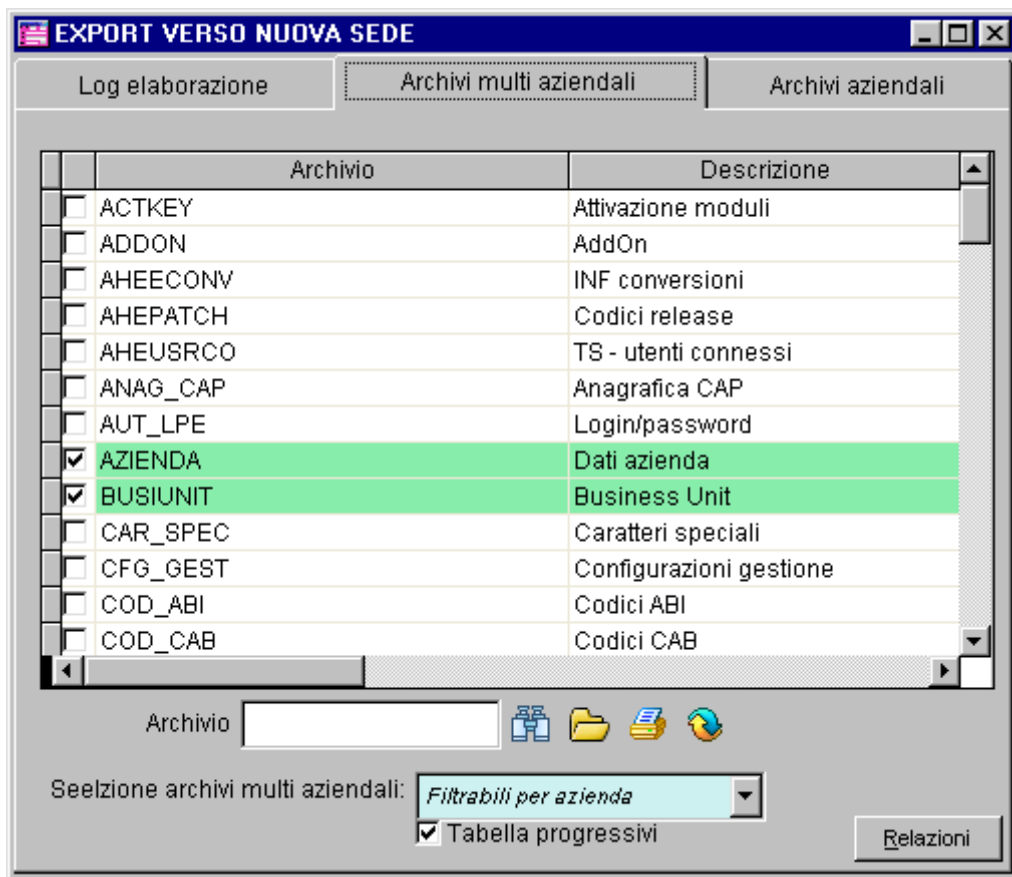 EXPORT VERSO NUOVA SEDE
Log elaborazione Archivi multi aziendali Archivi aziendali
Archivio Descrizione
ACTKEY Attivazione moduli
ADDON AddOn
AHEECONV INF conversioni
AHEPATCH Codici release
AHEUSRCO TS - utenti connessi
ANAG_CAP Anagrafica CAP
AUT_LPE Login/password
AZIENDA Dati azienda
BUSIUNIT Business Unit
CAR_SPEC Caratteri speciali
CFG_GEST Configurazioni gestione
COD_ABI Codici ABI
COD_CAB Codici CAB
Archivio
Seelzione archivi multi aziendali: Filtrabili per azienda
Tabella progressivi
Relazioni